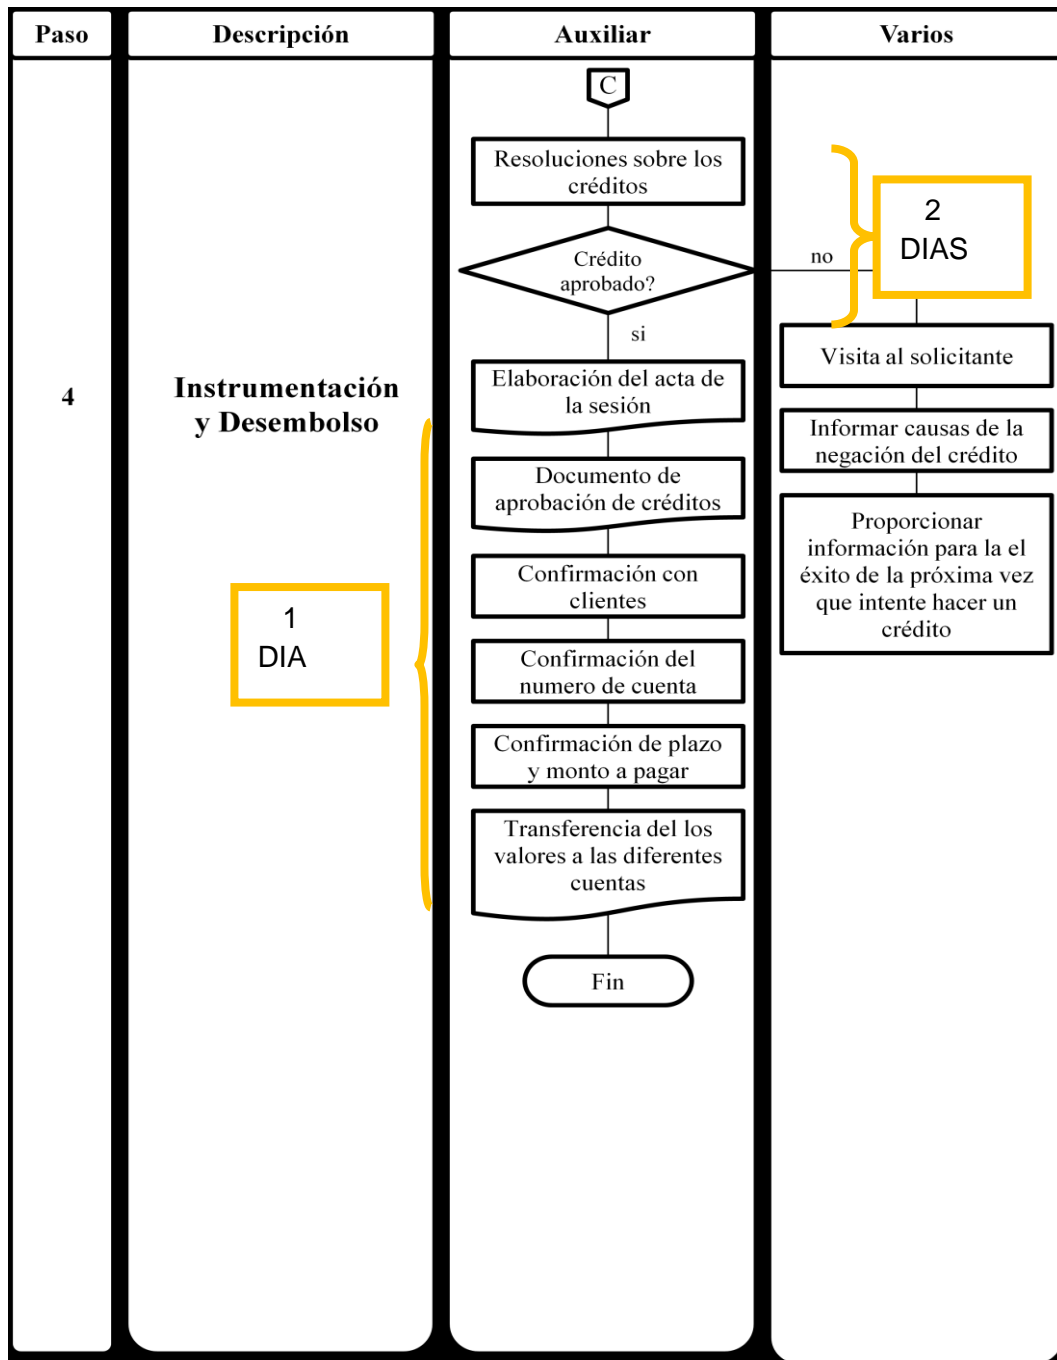 Paso
Descripción
Auxiliar
Varios
C
Resoluciones sobre los
créditos
Crédito
aprobado?
no
si
2
DIAS
4
Instrumentación
y Desembolso
1
DIA
Elaboración del acta de
la sesión
Documento de
aprobación de créditos
Confirmación con
clientes
Confirmación del
numero de cuenta
Confirmación de plazo
y monto a pagar
Transferencia del los
valores a las diferentes
cuentas
Fin
Visita al solicitante
Informar causas de la
negación del crédito
Proporcionar
información para la el
éxito de la próxima vez
que intente hacer un
crédito